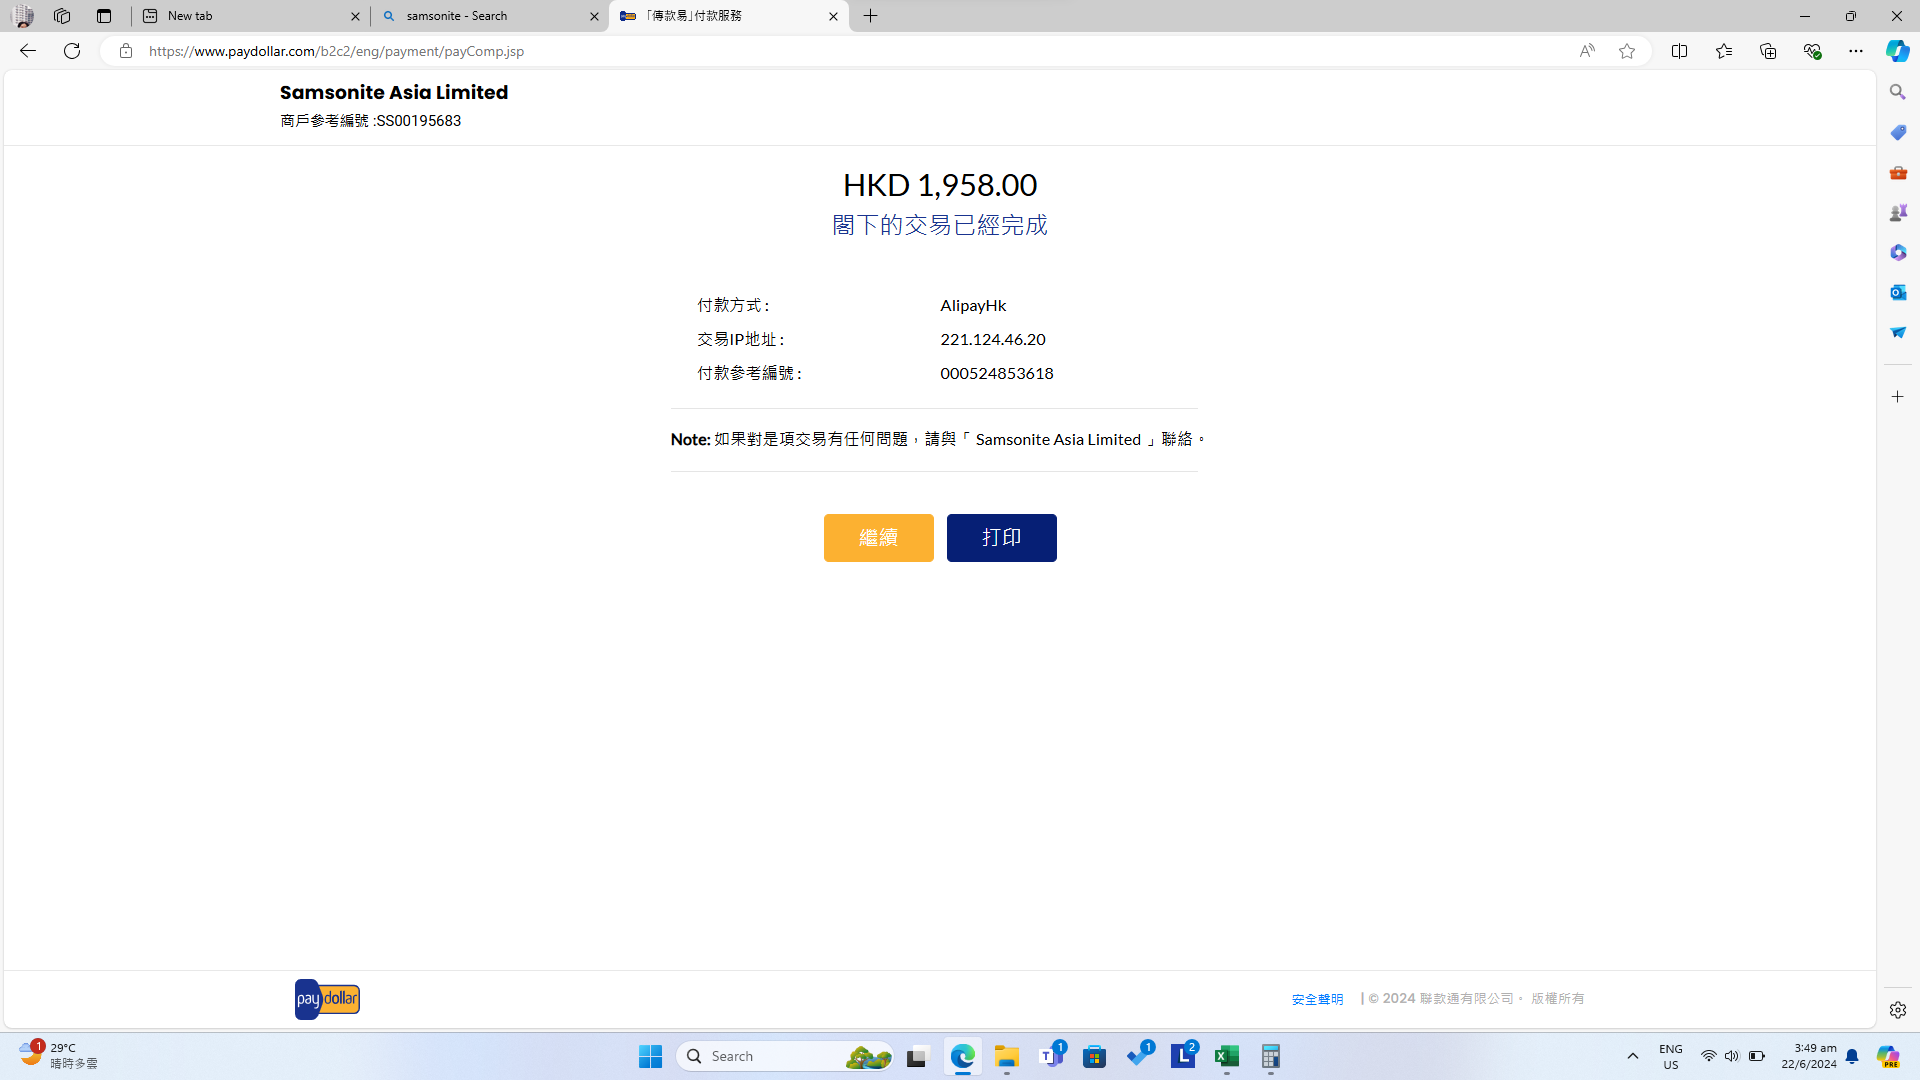 New tab
samsonite - Search
「傳款易」付款服務
https://www.paydollar.com/b2c2/eng/payment/payComp.jsp
Samsonite Asia Limited
商戶參考編號 :SS00195683
HKD 1,958.00
閣下的交易已經完成
付款方式 : AlipayHk
交易IP地址 : 221.124.46.20
付款參考編號 : 000524853618
Note: 如果對是項交易有任何問題，請與「 Samsonite Asia Limited 」聯絡。
繼續 打印
pay dollar
安全聲明 | © 2024 聯款通有限公司。 版權所有
1
29°C
晴時多雲
Search
T 1
1
L 2
ENG
US
3:49 am
22/6/2024
PRE